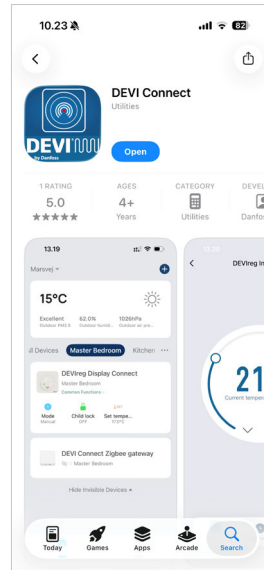 10.23
82
DEVI Connect
Utilities
DEVI
by Danfoss
Open
1 RATING
5.0
AGES
4+
Years
CATEGORY
Utilities
DEVEL
Danfos
13.19
Marsvej
15°C
Excellent
Outdoor PM2.5
62.0%
Outdoor humidi...
1026hPa
Outdoor air pre...
Devices
Master Bedroom
Kitchen
DEVIreg Display Connect
Master Bedroom
Common Functions
Mode
Manual
Child lock
OFF
Set tempe...
DEVI Connect Zigbee gateway
Master Bedroom
Hide Invisible Devices
13.20
DEVIreg In
21
Current tempera
Today
Games
Apps
Arcade
Search